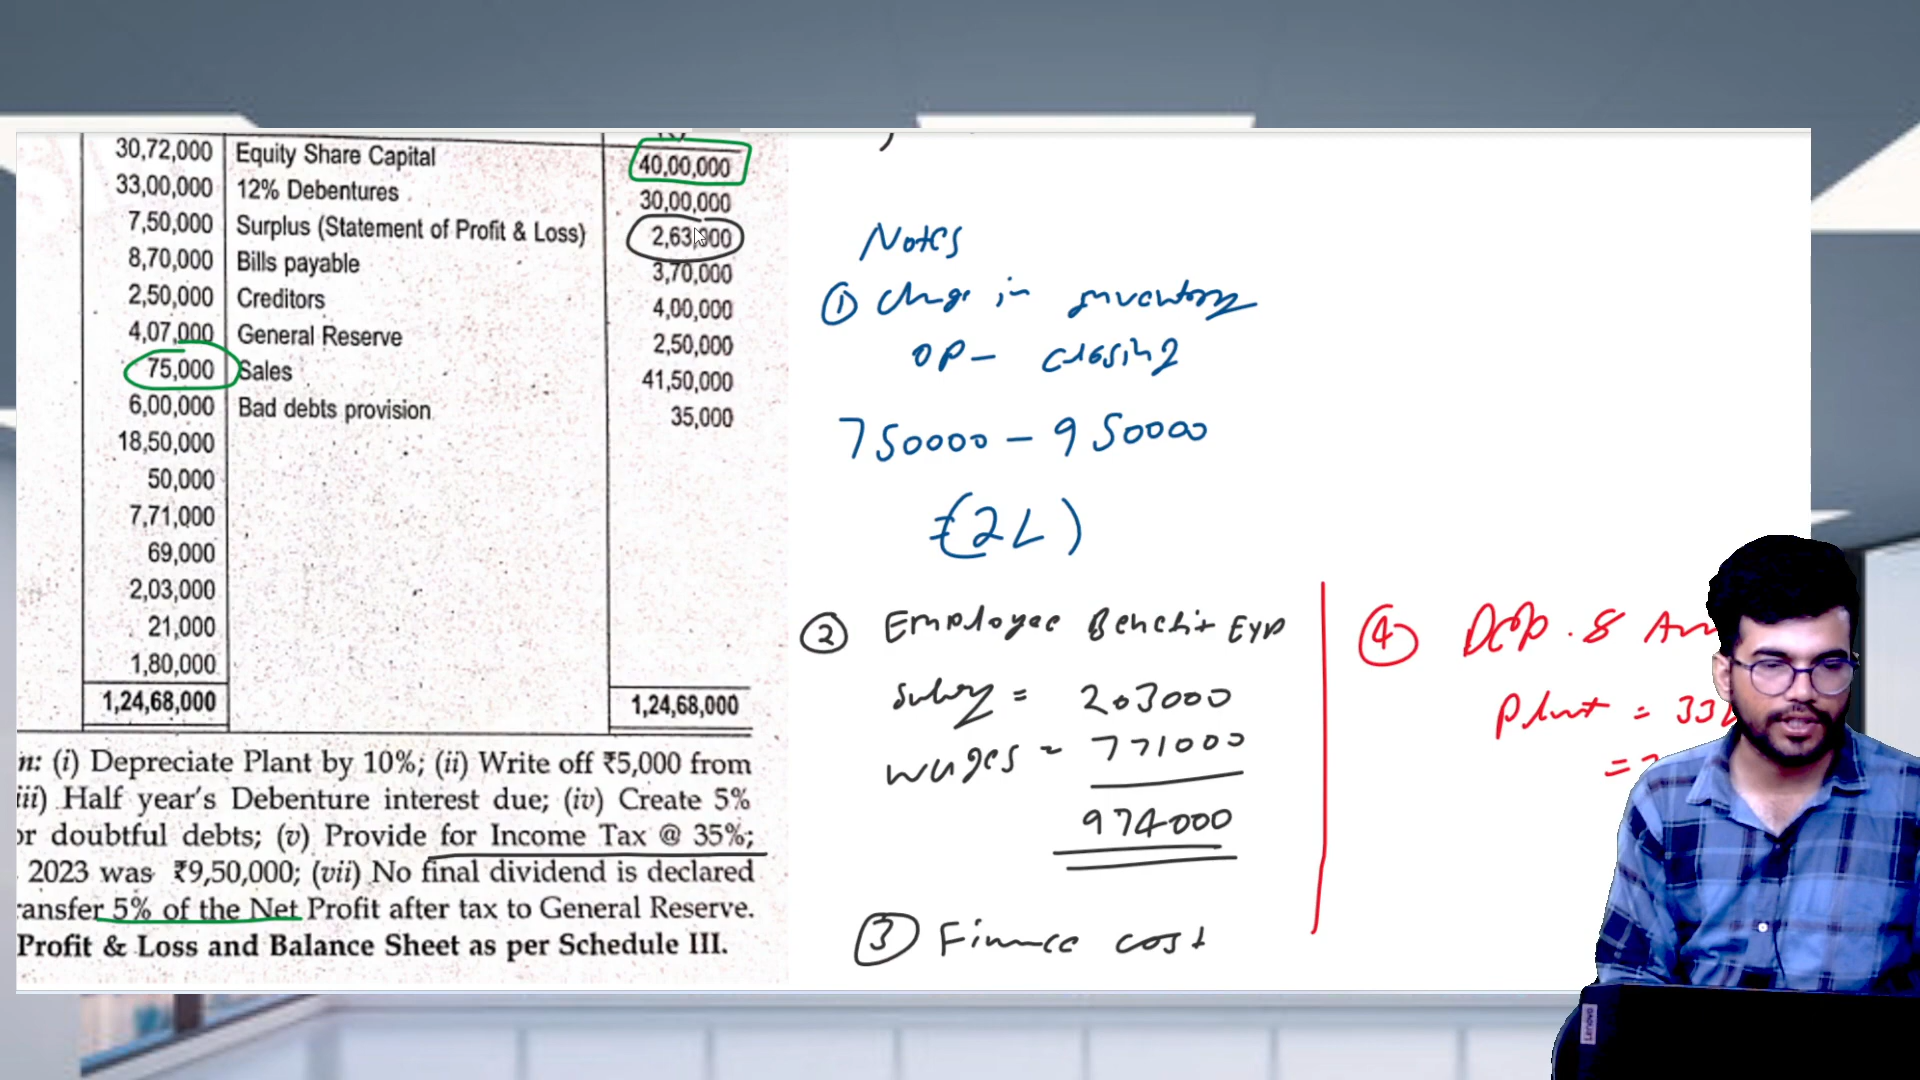 30,72,000 Equity Share Capital 40,00,000
33,00,000 12% Debentures 30,00,000
7,50,000 Surplus (Statement of Profit & Loss) 2,63,000
8,70,000 Bills payable 3,70,000
2,50,000 Creditors 4,00,000
4,07,000 General Reserve 2,50,000
75,000 Sales 41,50,000
6,00,000 Bad debts provision 35,000
18,50,000
50,000
7,71,000
69,000
2,03,000
21,000
1,80,000
1,24,68,000 1,24,68,000
n: (i) Depreciate Plant by 10%; (ii) Write off ₹5,000 from
iii) Half year's Debenture interest due; (iv) Create 5%
or doubtful debts; (v) Provide for Income Tax @ 35%;
2023 was ₹9,50,000; (vii) No final dividend is declared
ransfer 5% of the Net Profit after tax to General Reserve.
Profit & Loss and Balance Sheet as per Schedule III.
Notes
① Chge in inventory
OP - closing
750000 - 950000
= (2L)
② Employee Benefit Exp
Salary = 203000
wages = 771000
974000
③ Finance cost
④ Dep. & Am
Plant = 33L
=
Lenovo